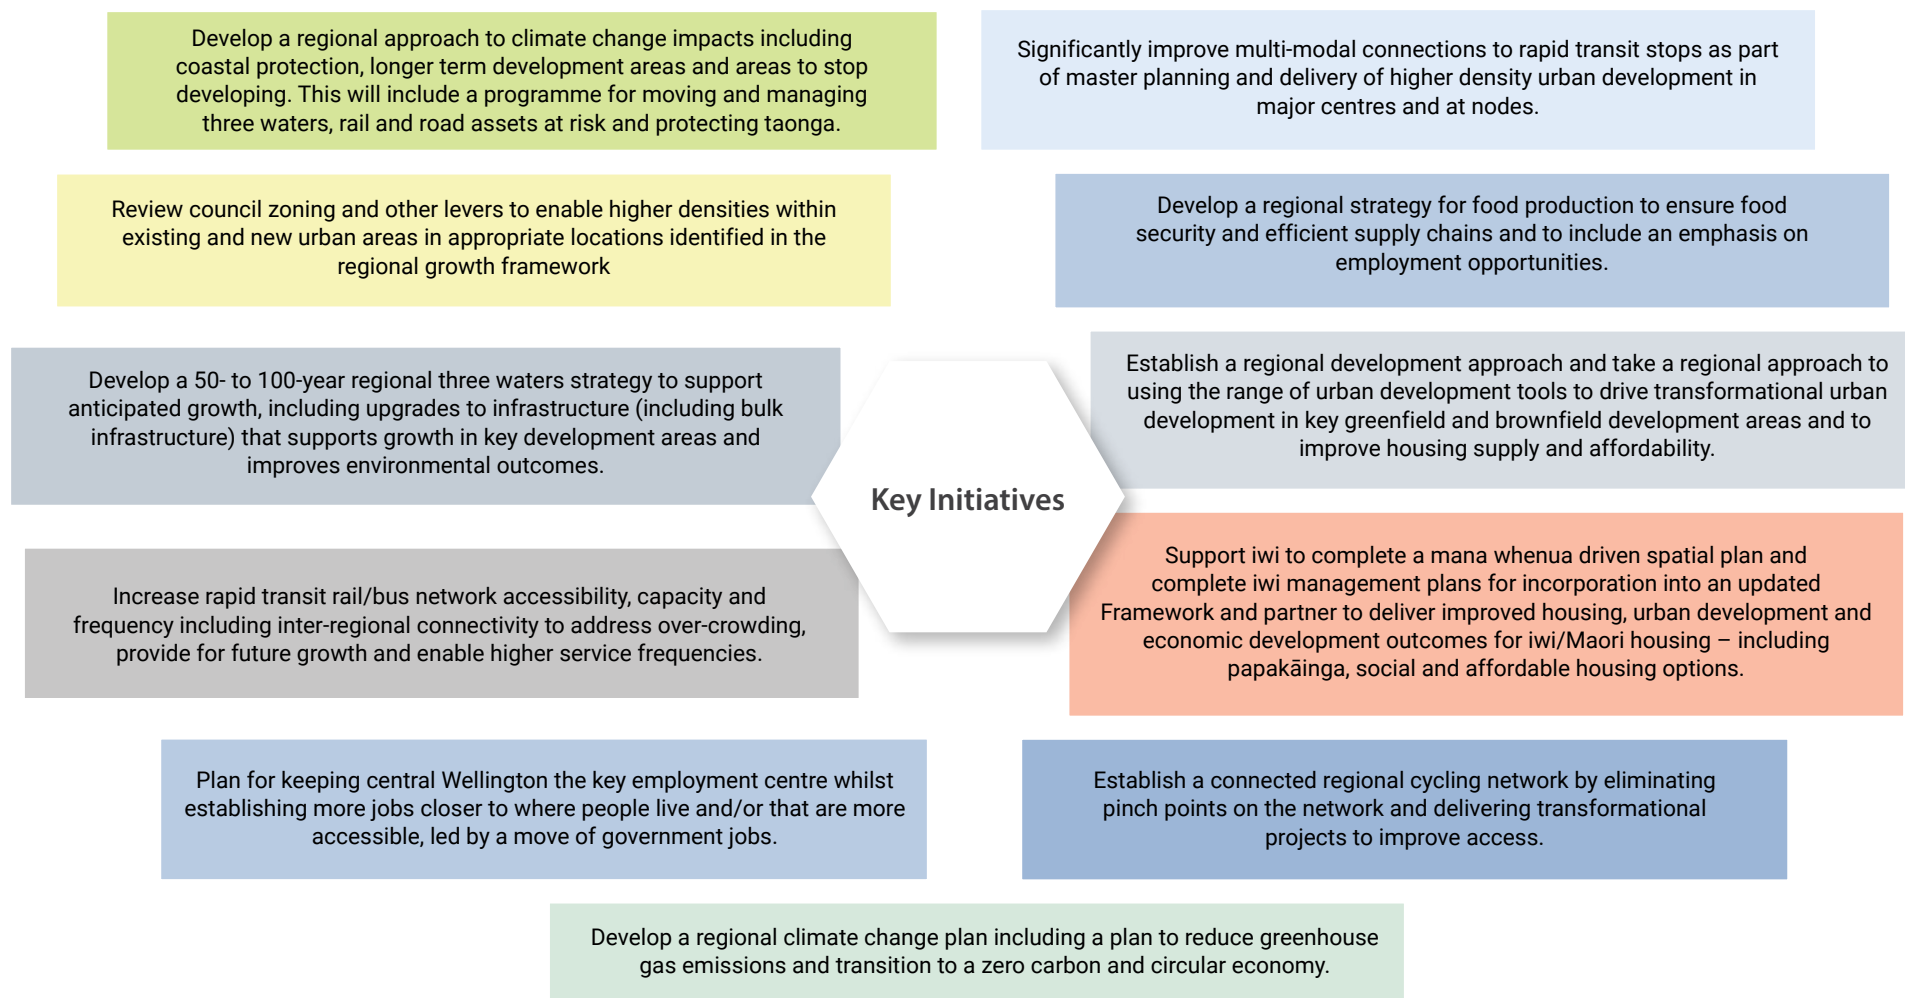 Develop a regional approach to climate change impacts including
coastal protection, longer term development areas and areas to stop
developing. This will include a programme for moving and managing
three waters, rail and road assets at risk and protecting taonga.
Significantly improve multi-modal connections to rapid transit stops as part
of master planning and delivery of higher density urban development in
major centres and at nodes.
Review council zoning and other levers to enable higher densities within
existing and new urban areas in appropriate locations identified in the
regional growth framework
Develop a regional strategy for food production to ensure food
security and efficient supply chains and to include an emphasis on
employment opportunities.
Develop a 50- to 100-year regional three waters strategy to support
anticipated growth, including upgrades to infrastructure (including bulk
infrastructure) that supports growth in key development areas and
improves environmental outcomes.
Establish a regional development approach and take a regional approach to
using the range of urban development tools to drive transformational urban
development in key greenfield and brownfield development areas and to
improve housing supply and affordability.
Key Initiatives
Increase rapid transit rail/bus network accessibility, capacity and
frequency including inter-regional connectivity to address over-crowding,
provide for future growth and enable higher service frequencies.
Support iwi to complete a mana whenua driven spatial plan and
complete iwi management plans for incorporation into an updated
Framework and partner to deliver improved housing, urban development and
economic development outcomes for iwi/Maori housing – including
papakāinga, social and affordable housing options.
Plan for keeping central Wellington the key employment centre whilst
establishing more jobs closer to where people live and/or that are more
accessible, led by a move of government jobs.
Establish a connected regional cycling network by eliminating
pinch points on the network and delivering transformational
projects to improve access.
Develop a regional climate change plan including a plan to reduce greenhouse
gas emissions and transition to a zero carbon and circular economy.